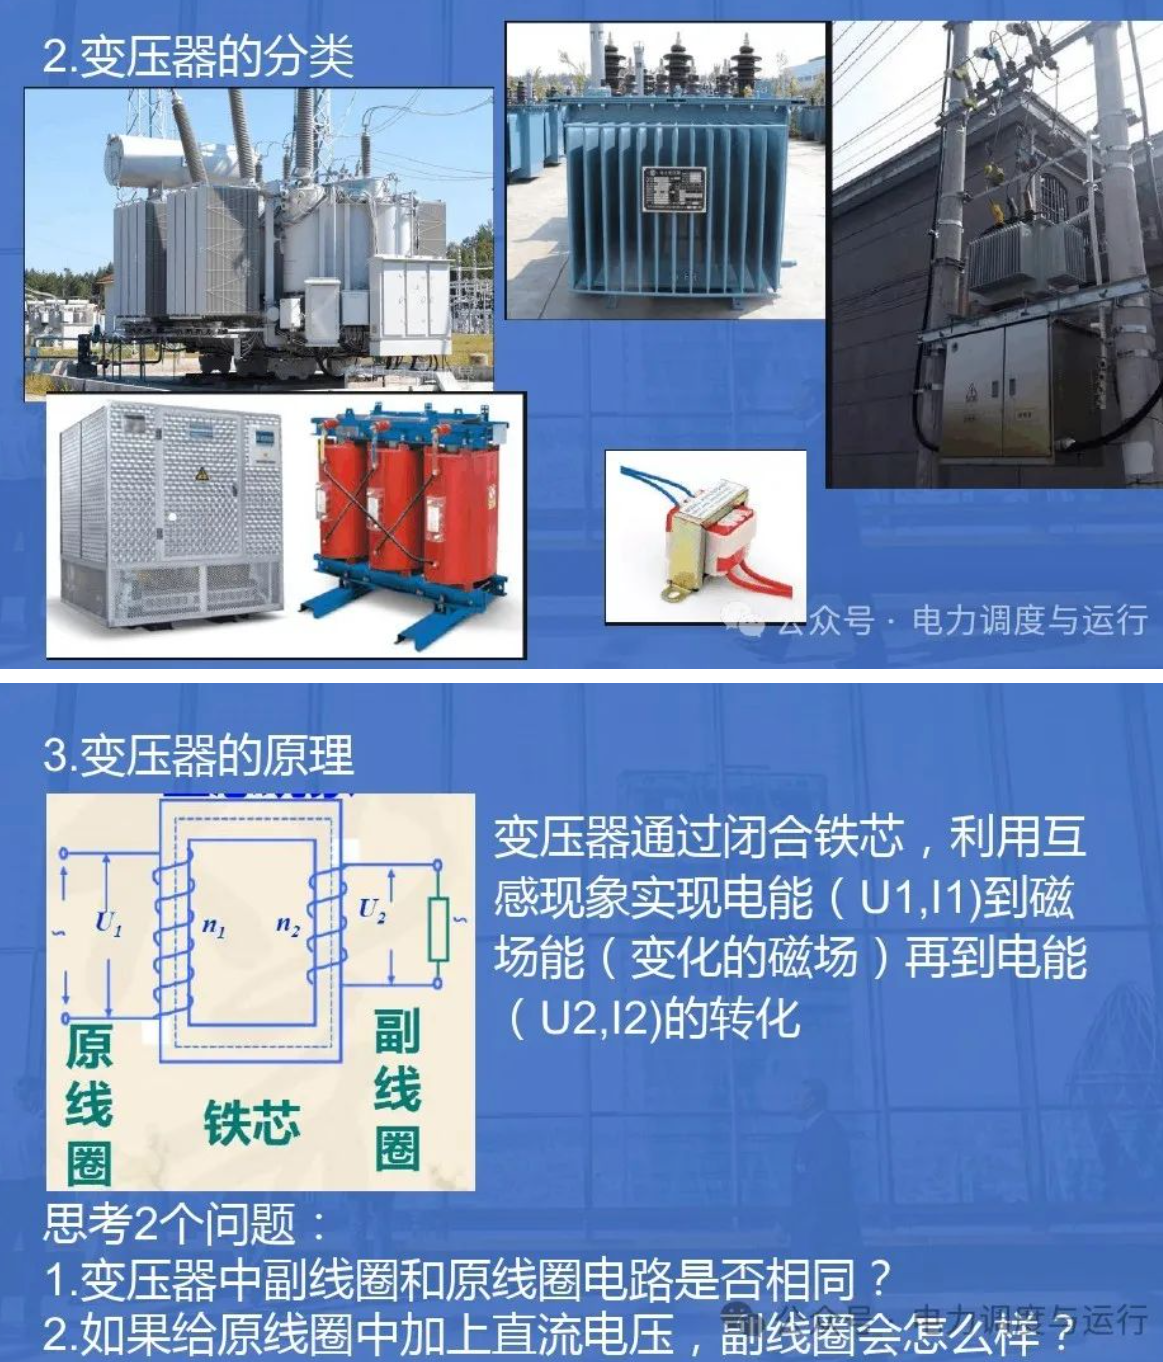 2.变压器的分类
公众号 · 电力调度与运行
3.变压器的原理
U1
n1
n2
U2
~
~
原线圈
铁芯
副线圈
变压器通过闭合铁芯，利用互
感现象实现电能（U1,I1)到磁
场能（变化的磁场）再到电能
（U2,I2)的转化
思考2个问题：
1.变压器中副线圈和原线圈电路是否相同？
2.如果给原线圈中加上直流电压，副线圈会怎么样？
公众号 · 电力调度与运行